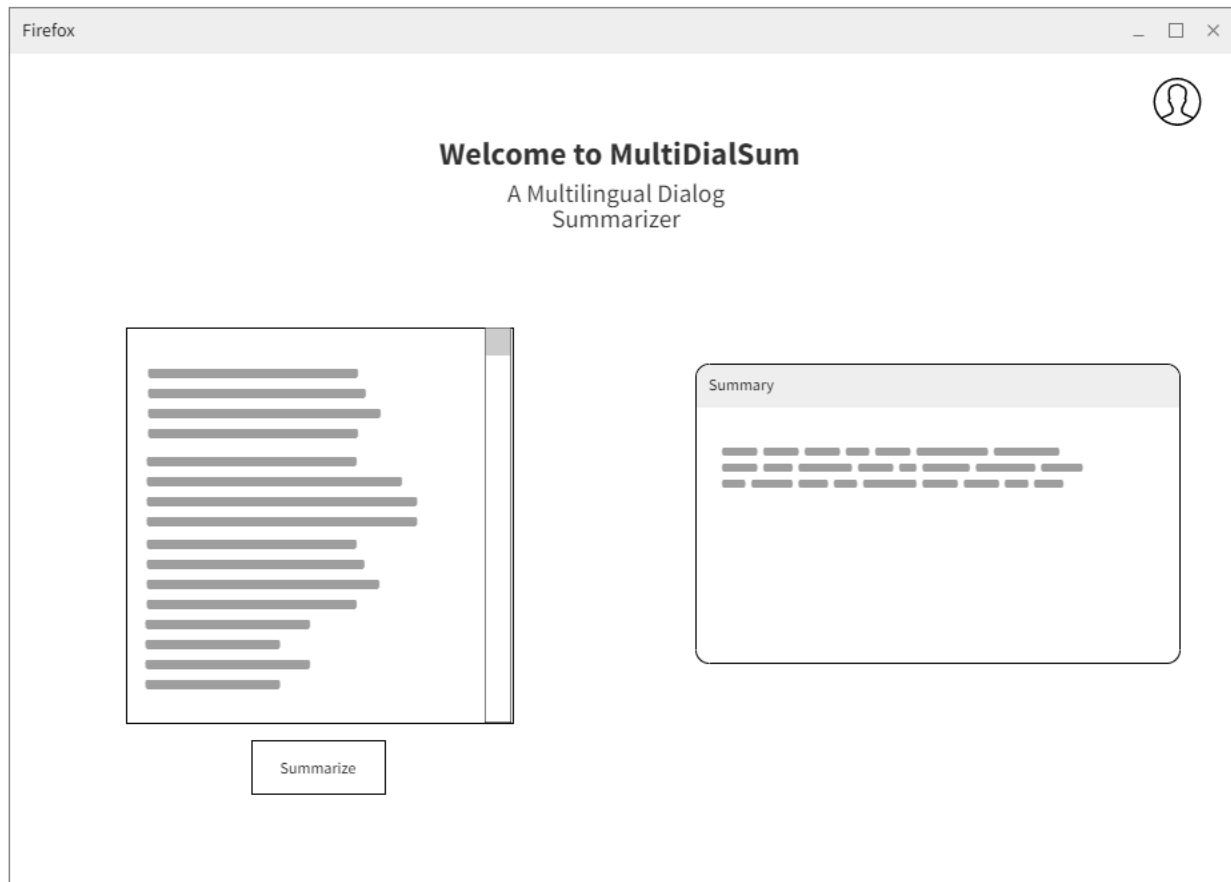 Firefox
Welcome to MultiDialSum
A Multilingual Dialog
Summarizer
Summary
Summarize